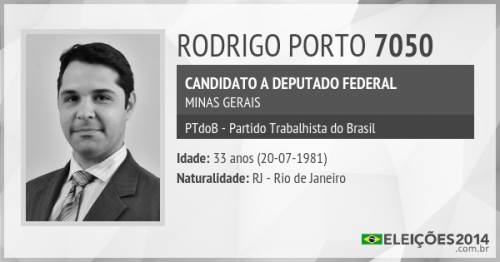 RODRIGO PORTO 7050
CANDIDATO A DEPUTADO FEDERAL
MINAS GERAIS
PTdoB - Partido Trabalhista do Brasil
Idade: 33 anos (20-07-1981)
Naturalidade: RJ - Rio de Janeiro
ELEIÇÕES2014
.com.br